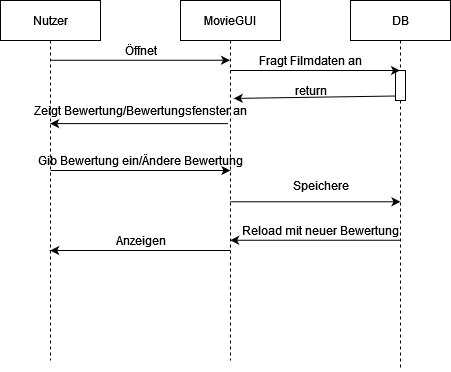 Nutzer
MovieGUI
DB
Öffnet
Fragt Filmdaten an
return
Zeigt Bewertung/Bewertungsfenster an
Gib Bewertung ein/Ändere Bewertung
Speichere
Reload mit neuer Bewertung
Anzeigen